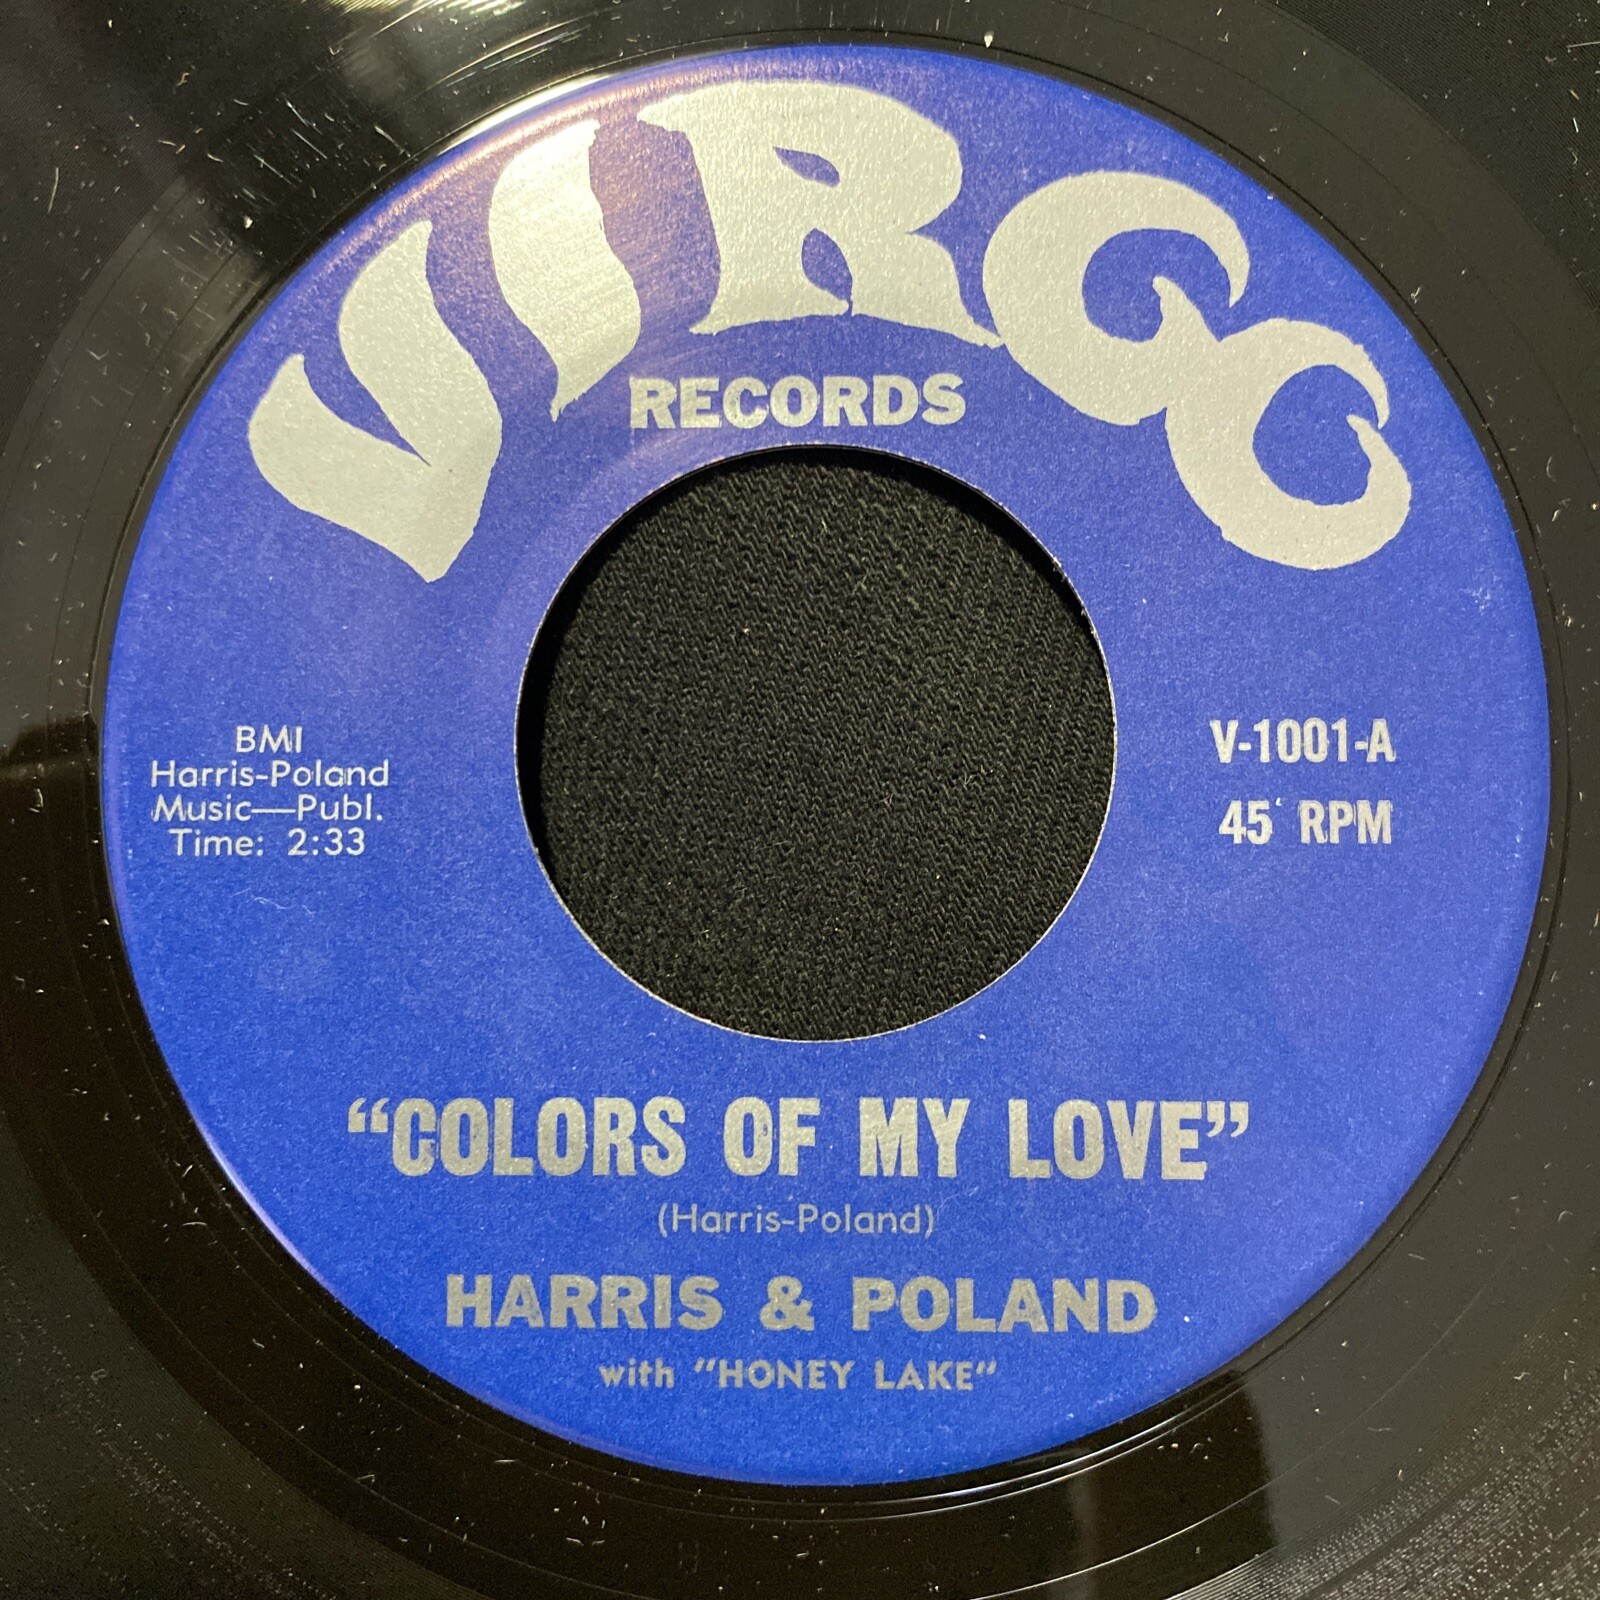 VIRGO
RECORDS
BMI
Harris-Poland
Music—Publ.
Time: 2:33
V-1001-A
45 RPM
“COLORS OF MY LOVE”
(Harris-Poland)
HARRIS & POLAND
with "HONEY LAKE"